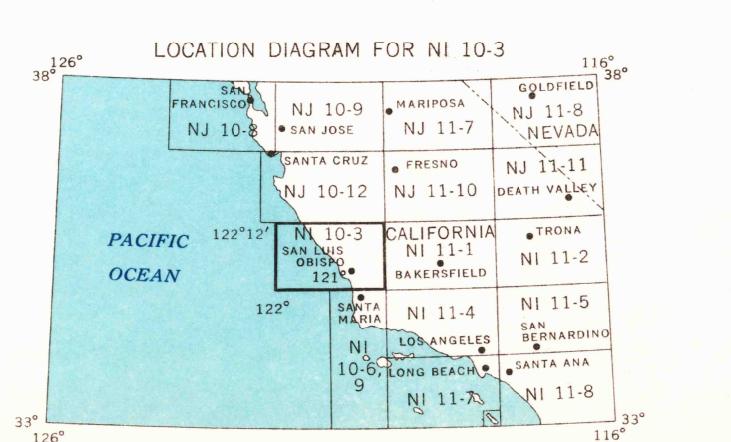 LOCATION DIAGRAM FOR NI 10-3
126°
116°
38°
38°
SAN
FRANCISCO
NJ 10-8
NJ 10-9
SAN JOSE
MARIPOSA
NJ 11-7
GOLDFIELD
NJ 11-8
NEVADA
SANTA CRUZ
NJ 10-12
FRESNO
NJ 11-10
NJ 11-11
DEATH VALLEY
PACIFIC
OCEAN
122°12'
NI 10-3
SAN LUIS
OBISPO
121°
CALIFORNIA
NI 11-1
BAKERSFIELD
TRONA
NI 11-2
122°
SANTA
MARIA
NI 11-4
LOS ANGELES
NI 11-5
SAN
BERNARDINO
NI
10-6,
9
LONG BEACH
NI 11-7
SANTA ANA
NI 11-8
33°
33°
126°
116°